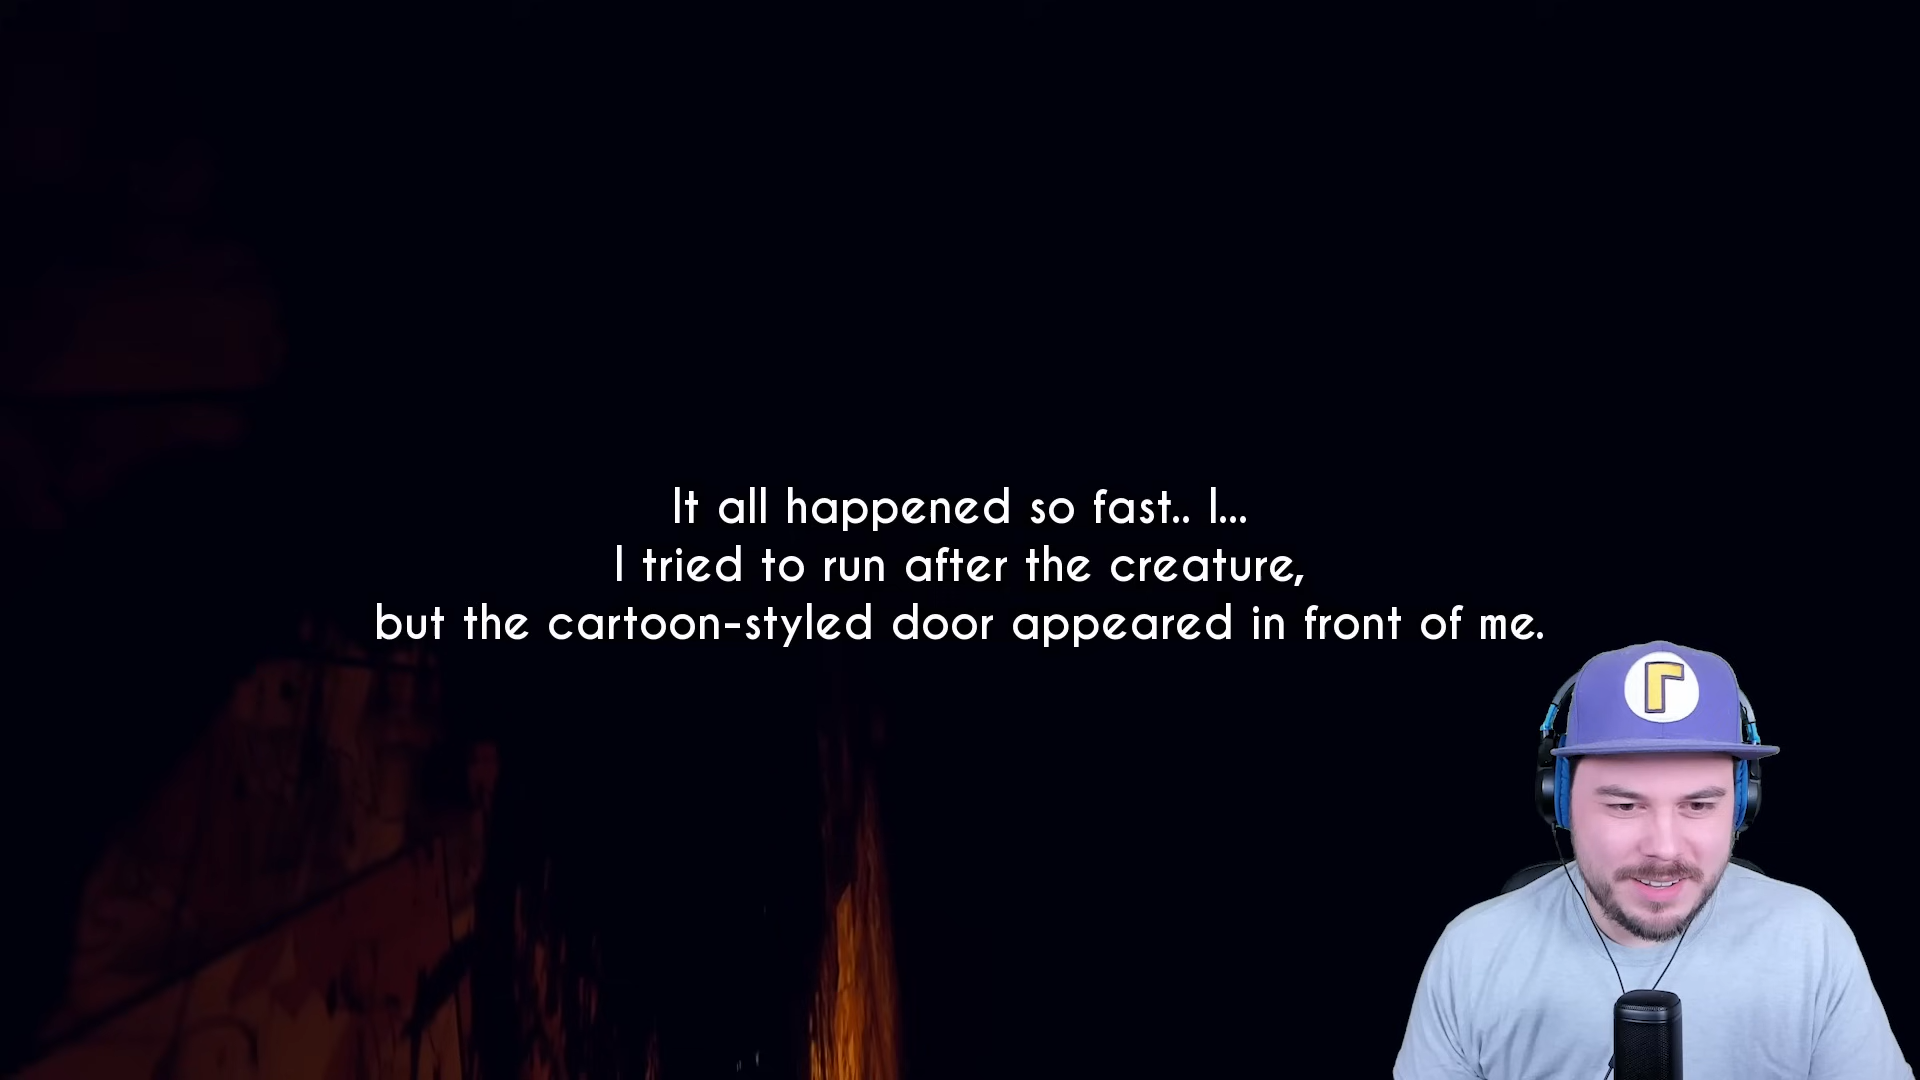 It all happened so fast.. I...
I tried to run after the creature,
but the cartoon-styled door appeared in front of me.